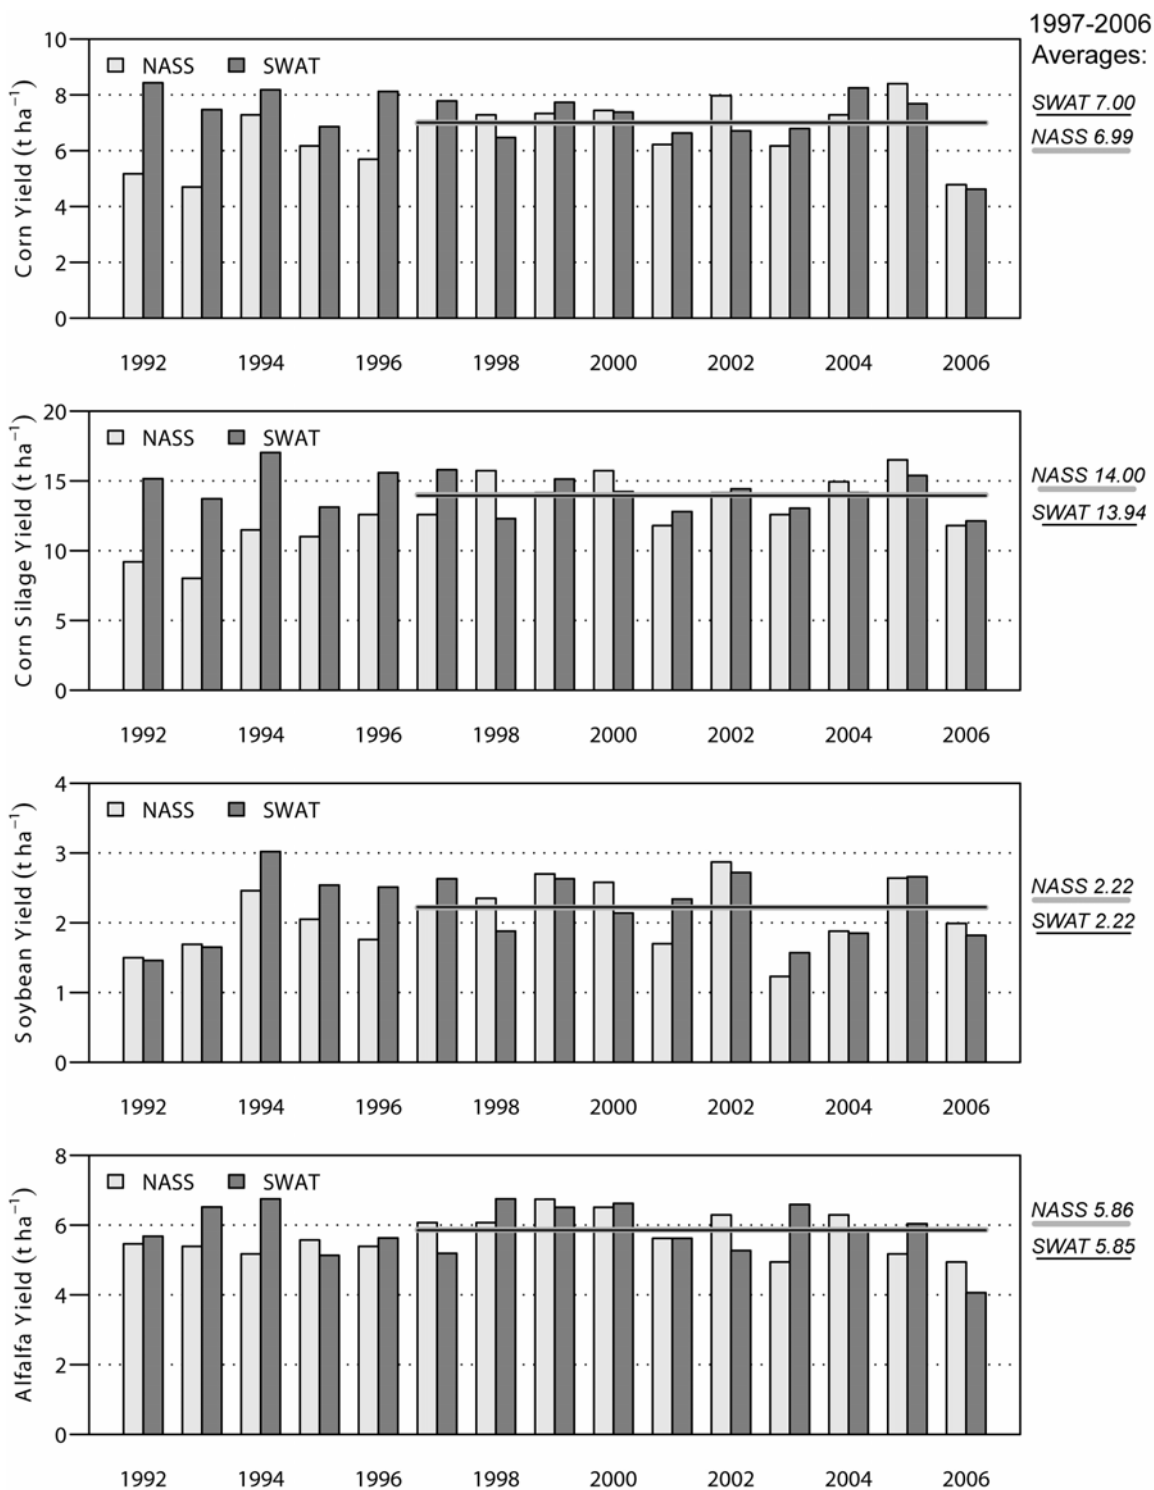 1997-2006
Averages:
10
8
6
4
2
0
Corn Yield (t ha⁻¹)
NASS SWAT
SWAT 7.00
NASS 6.99
1992 1994 1996 1998 2000 2002 2004 2006
20
15
10
5
0
Corn Silage Yield (t ha⁻¹)
NASS SWAT
NASS 14.00
SWAT 13.94
1992 1994 1996 1998 2000 2002 2004 2006
4
3
2
1
0
Soybean Yield (t ha⁻¹)
NASS SWAT
NASS 2.22
SWAT 2.22
1992 1994 1996 1998 2000 2002 2004 2006
8
6
4
2
0
Alfalfa Yield (t ha⁻¹)
NASS SWAT
NASS 5.86
SWAT 5.85
1992 1994 1996 1998 2000 2002 2004 2006